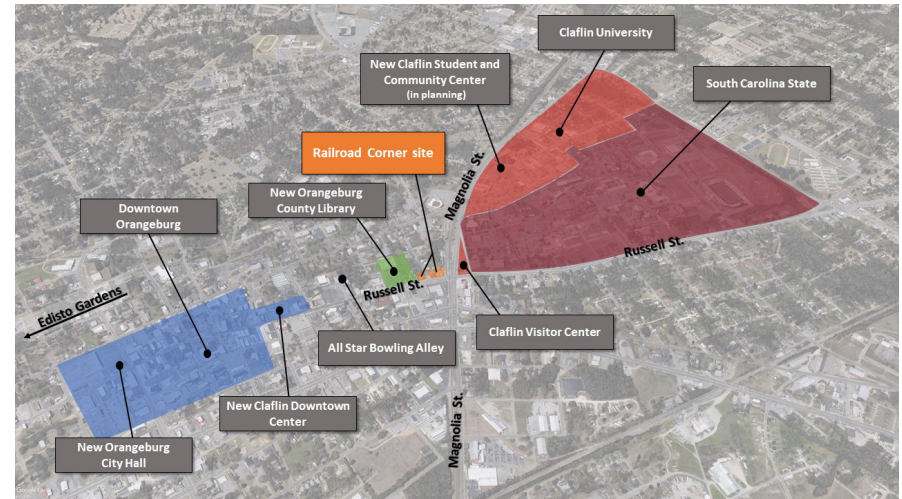 Claflin University
New Claflin Student and
Community Center
(in planning)
South Carolina State
Railroad Corner site
Magnolia St.
New Orangeburg
County Library
Downtown
Orangeburg
Russell St.
Russell St.
Edisto Gardens
All Star Bowling Alley
Claflin Visitor Center
New Claflin Downtown
Center
Magnolia St.
New Orangeburg
City Hall